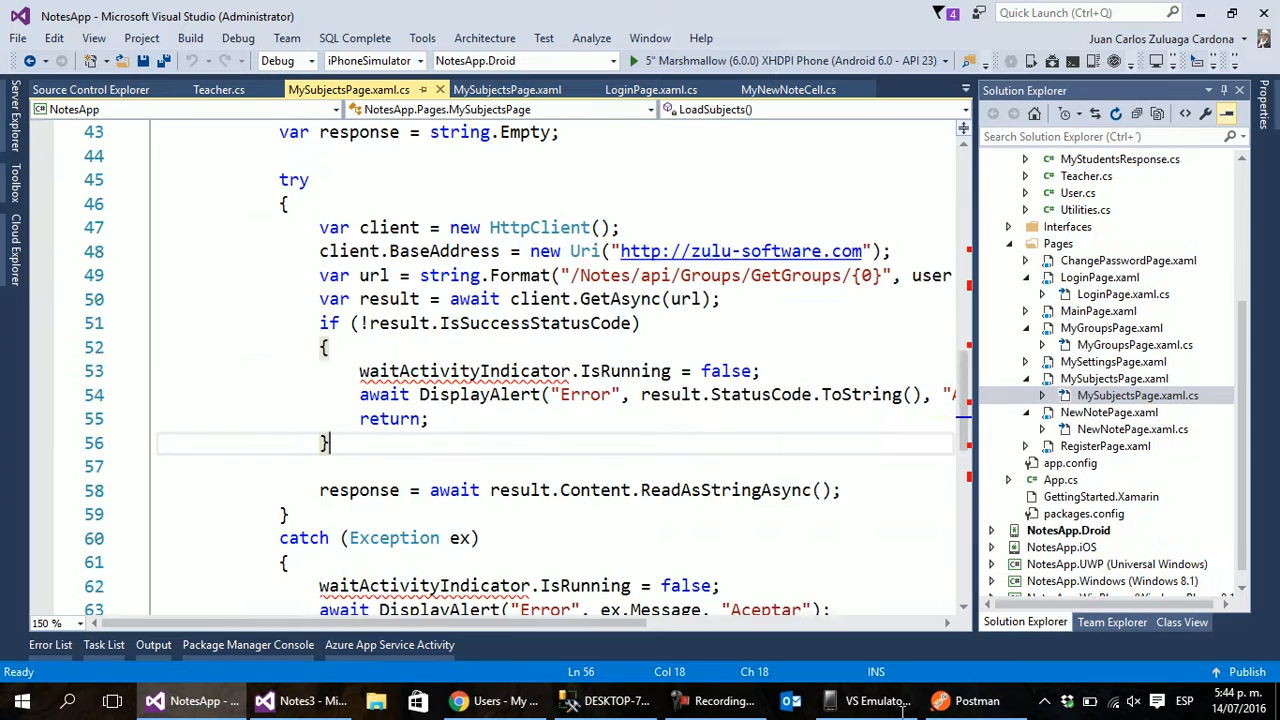 NotesApp - Microsoft Visual Studio (Administrator)
4
Quick Launch (Ctrl+Q)
File Edit View Project Build Debug Team SQL Complete Tools Architecture Test Analyze Window Help
Juan Carlos Zuluaga Cardona
Debug iPhoneSimulator NotesApp.Droid 5" Marshmallow (6.0.0) XHDPI Phone (Android 6.0 - API 23)
Server Explorer
Toolbox
Cloud Explorer
Source Control Explorer Teacher.cs MySubjectsPage.xaml.cs MySubjectsPage.xaml LoginPage.xaml.cs MyNewNoteCell.cs
NotesApp NotesApp.Pages.MySubjectsPage LoadSubjects()
43 var response = string.Empty;
44
45 try
46 {
47 var client = new HttpClient();
48 client.BaseAddress = new Uri("http://zulu-software.com");
49 var url = string.Format("/Notes/api/Groups/GetGroups/{0}", user
50 var result = await client.GetAsync(url);
51 if (!result.IsSuccessStatusCode)
52 {
53 waitActivityIndicator.IsRunning = false;
54 await DisplayAlert("Error", result.StatusCode.ToString(), "A
55 return;
56 }
57
58 response = await result.Content.ReadAsStringAsync();
59 }
60 catch (Exception ex)
61 {
62 waitActivityIndicator.IsRunning = false;
63 await DisplayAlert("Error", ex.Message, "Aceptar");
150 %
Solution Explorer
Search Solution Explorer (Ctrl+´)
MyStudentsResponse.cs
Teacher.cs
User.cs
Utilities.cs
Interfaces
Pages
ChangePasswordPage.xaml
LoginPage.xaml
LoginPage.xaml.cs
MainPage.xaml
MyGroupsPage.xaml
MyGroupsPage.xaml.cs
MySettingsPage.xaml
MySubjectsPage.xaml
MySubjectsPage.xaml.cs
NewNotePage.xaml
NewNotePage.xaml.cs
RegisterPage.xaml
app.config
App.cs
GettingStarted.Xamarin
packages.config
NotesApp.Droid
NotesApp.iOS
NotesApp.UWP (Universal Windows)
NotesApp.Windows (Windows 8.1)
Solution Explorer Team Explorer Class View
Properties
Error List Task List Output Package Manager Console Azure App Service Activity
Ready Ln 56 Col 18 Ch 18 INS Publish
NotesApp - ... Notes3 - Mi... Users - My ... DESKTOP-7... Recording... VS Emulato... Postman ESP 5:44 p. m.
14/07/2016